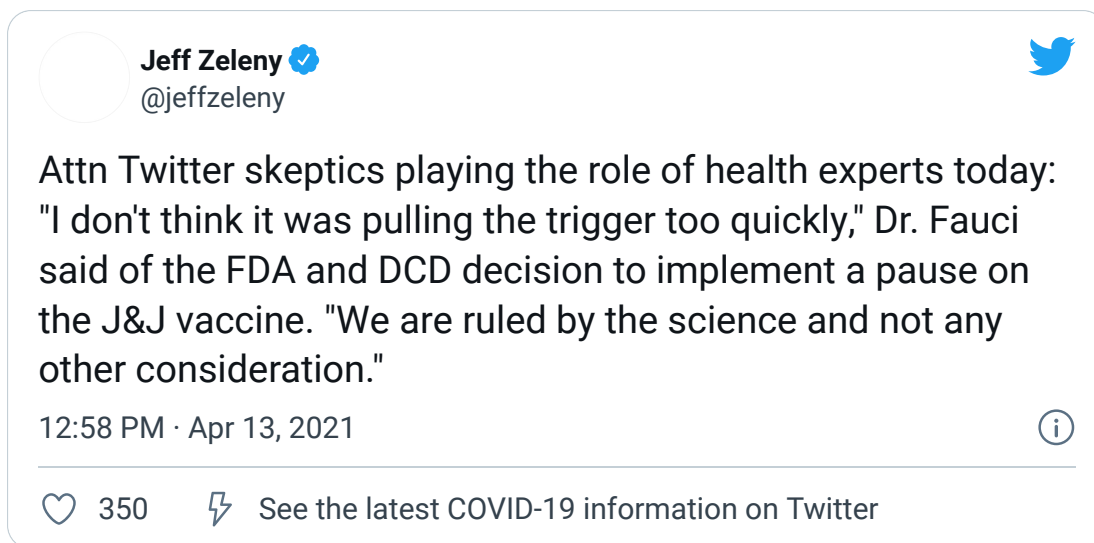 Jeff Zeleny
@jeffzeleny
Attn Twitter skeptics playing the role of health experts today:
"I don't think it was pulling the trigger too quickly," Dr. Fauci
said of the FDA and DCD decision to implement a pause on
the J&J vaccine. "We are ruled by the science and not any
other consideration."
12:58 PM · Apr 13, 2021
350 See the latest COVID-19 information on Twitter